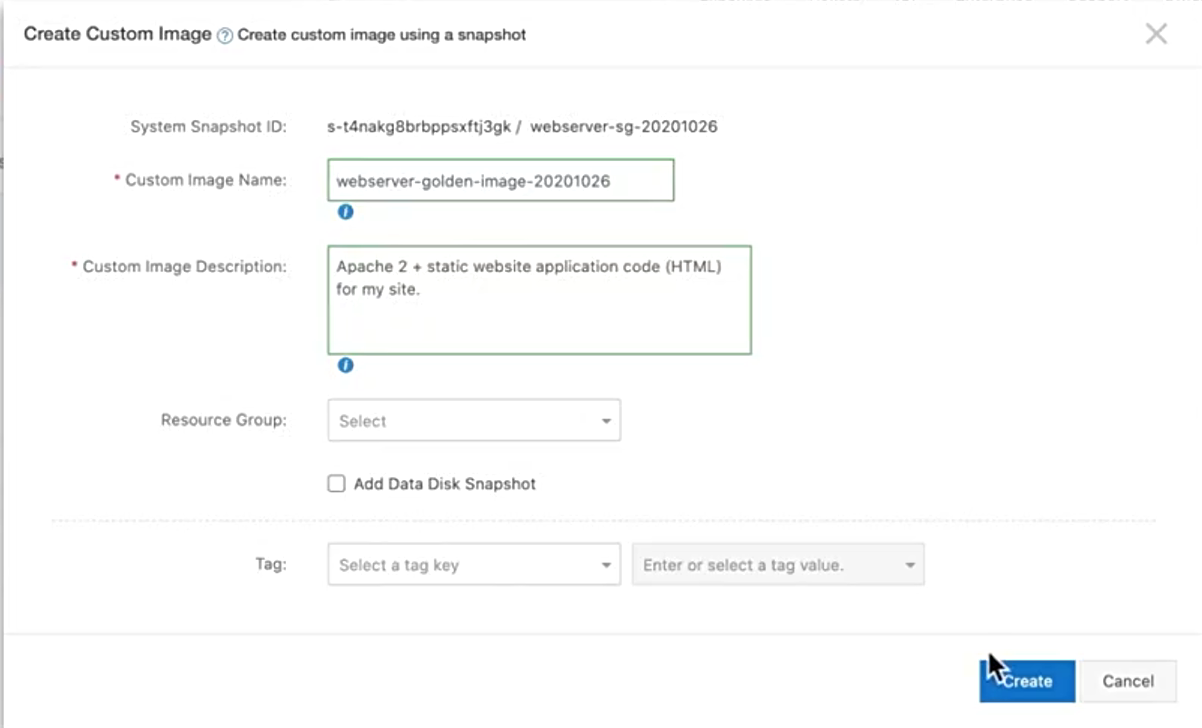 Create Custom Image ? Create custom image using a snapshot
System Snapshot ID: s-t4nakg8brbppsxftj3gk / webserver-sg-20201026
* Custom Image Name: webserver-golden-image-20201026
* Custom Image Description: Apache 2 + static website application code (HTML)
for my site.
Resource Group: Select
Add Data Disk Snapshot
Tag: Select a tag key Enter or select a tag value.
Create Cancel